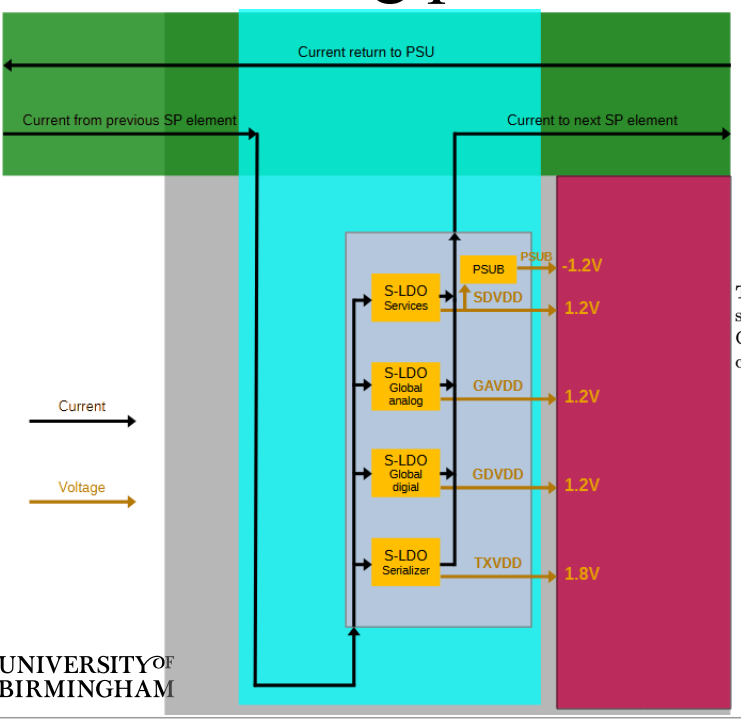 Current return to PSU
Current from previous SP element
Current to next SP element
PSUB
PSUB
-1.2V
S-LDO
Services
SDVDD
1.2V
S-LDO
Global
analog
GAVDD
1.2V
Current
S-LDO
Global
digial
GDVDD
1.2V
Voltage
S-LDO
Serializer
TXVDD
1.8V
UNIVERSITY OF
BIRMINGHAM